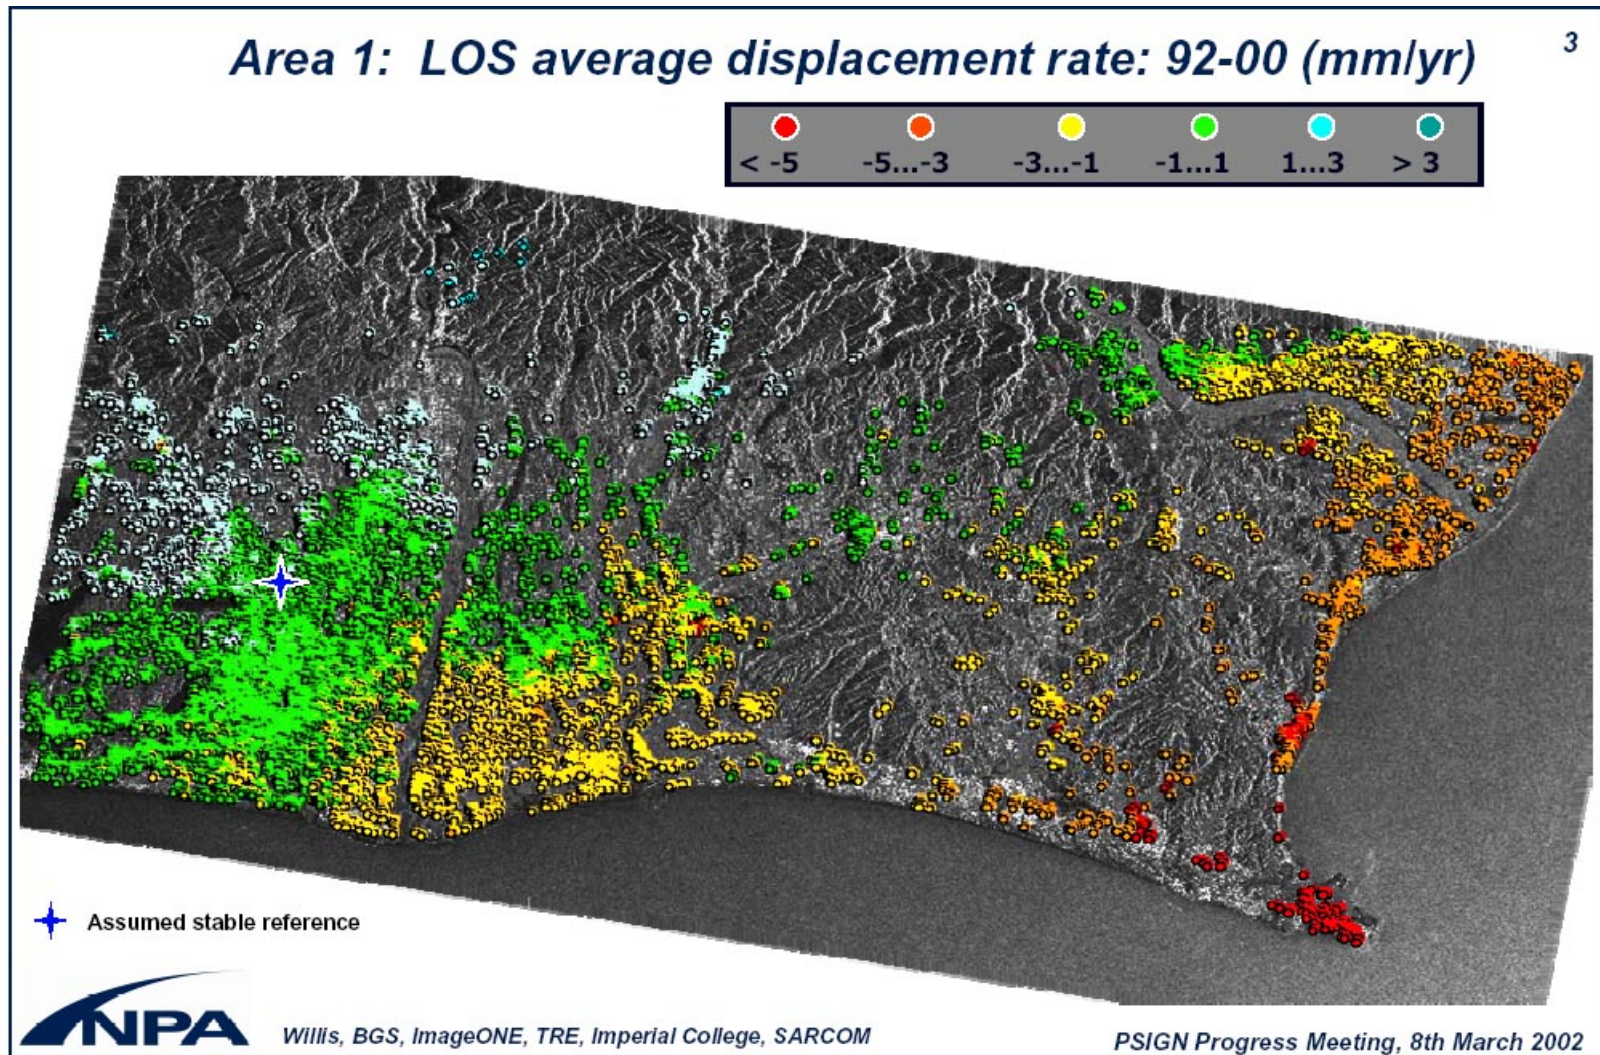 Area 1: LOS average displacement rate: 92-00 (mm/yr)
3
< -5 -5...-3 -3...-1 -1...1 1...3 > 3
Assumed stable reference
NPA
Willis, BGS, ImageONE, TRE, Imperial College, SARCOM
PSIGN Progress Meeting, 8th March 2002